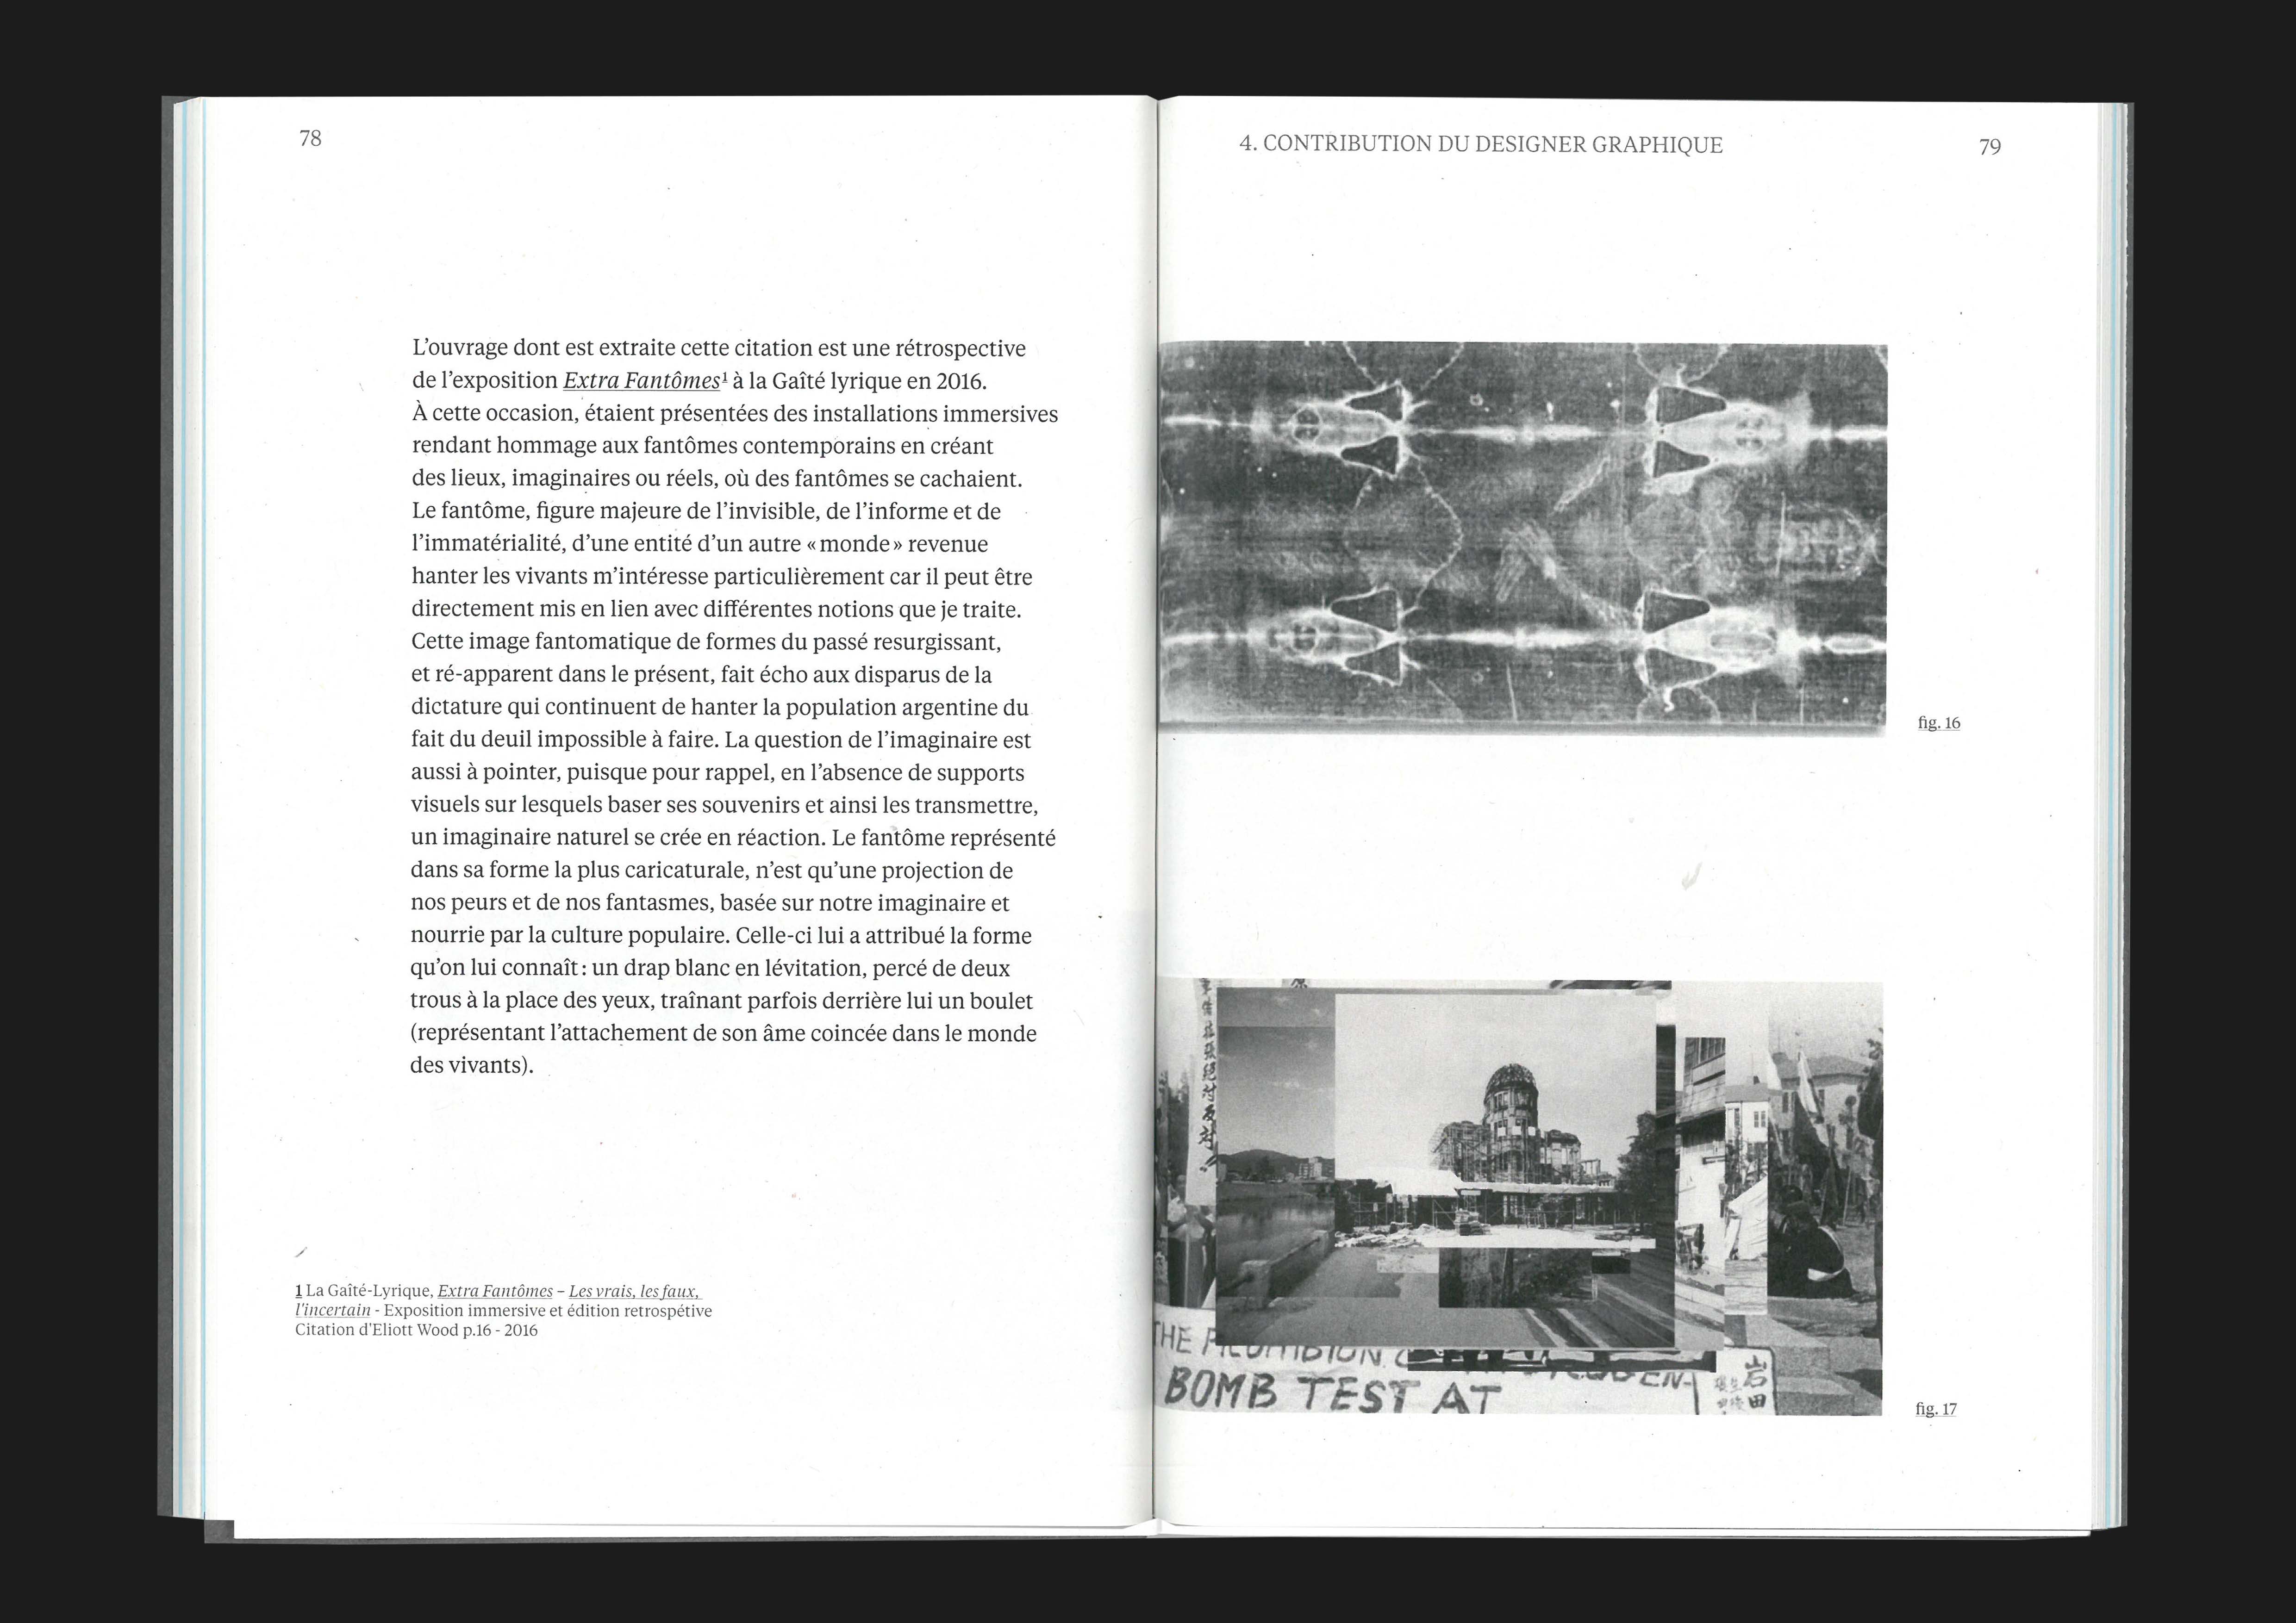 78
L’ouvrage dont est extraite cette citation est une rétrospective
de l’exposition Extra Fantômes¹ à la Gaîté lyrique en 2016.
À cette occasion, étaient présentées des installations immersives
rendant hommage aux fantômes contemporains en créant
des lieux, imaginaires ou réels, où des fantômes se cachaient.
Le fantôme, figure majeure de l’invisible, de l’informe et de
l’immatérialité, d’une entité d’un autre «monde» revenue
hanter les vivants m’intéresse particulièrement car il peut être
directement mis en lien avec différentes notions que je traite.
Cette image fantomatique de formes du passé resurgissant,
et ré-apparent dans le présent, fait écho aux disparus de la
dictature qui continuent de hanter la population argentine du
fait du deuil impossible à faire. La question de l’imaginaire est
aussi à pointer, puisque pour rappel, en l’absence de supports
visuels sur lesquels baser ses souvenirs et ainsi les transmettre,
un imaginaire naturel se crée en réaction. Le fantôme représenté
dans sa forme la plus caricaturale, n’est qu’une projection de
nos peurs et de nos fantasmes, basée sur notre imaginaire et
nourrie par la culture populaire. Celle-ci lui a attribué la forme
qu’on lui connaît : un drap blanc en lévitation, percé de deux
trous à la place des yeux, traînant parfois derrière lui un boulet
(représentant l’attachement de son âme coincée dans le monde
des vivants).
1 La Gaîté-Lyrique, Extra Fantômes – Les vrais, les faux,
l'incertain - Exposition immersive et édition retrospétive
Citation d'Eliott Wood p.16 - 2016
4. CONTRIBUTION DU DESIGNER GRAPHIQUE
79
fig. 16
絶対反対!!
THE PROHIBITION
BOMB TEST AT
岩田
fig. 17